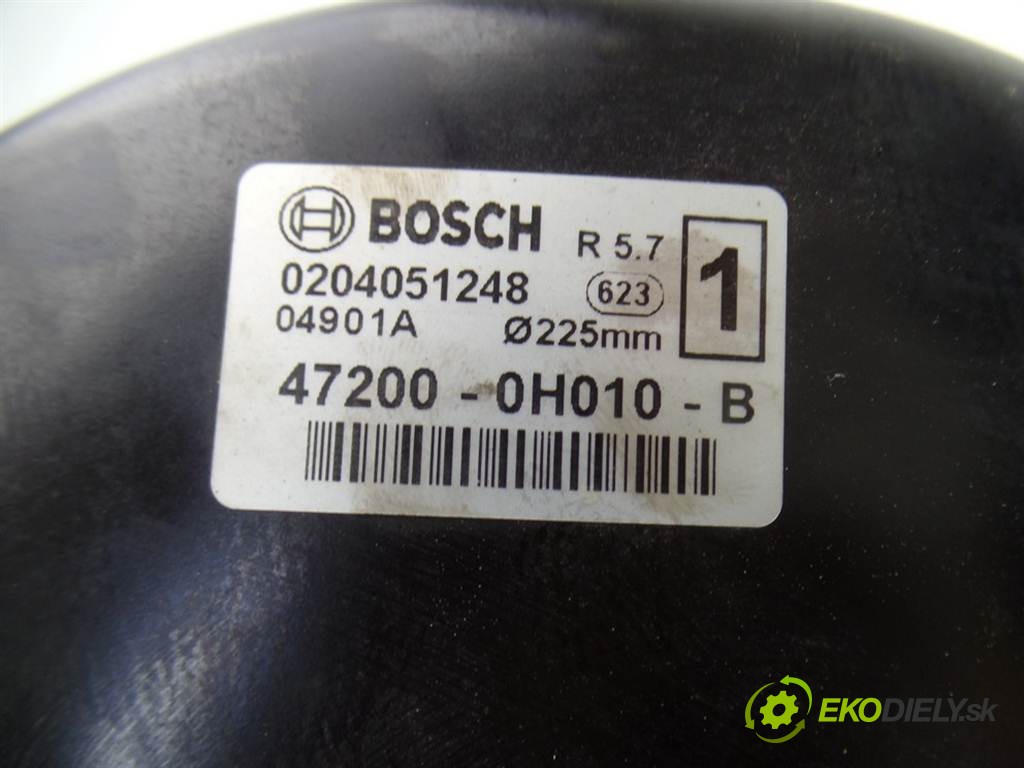 BOSCH R 5.7 1
0204051248 623
04901A Ø225mm
47200 - 0H010 - B
EKODIELY.sk